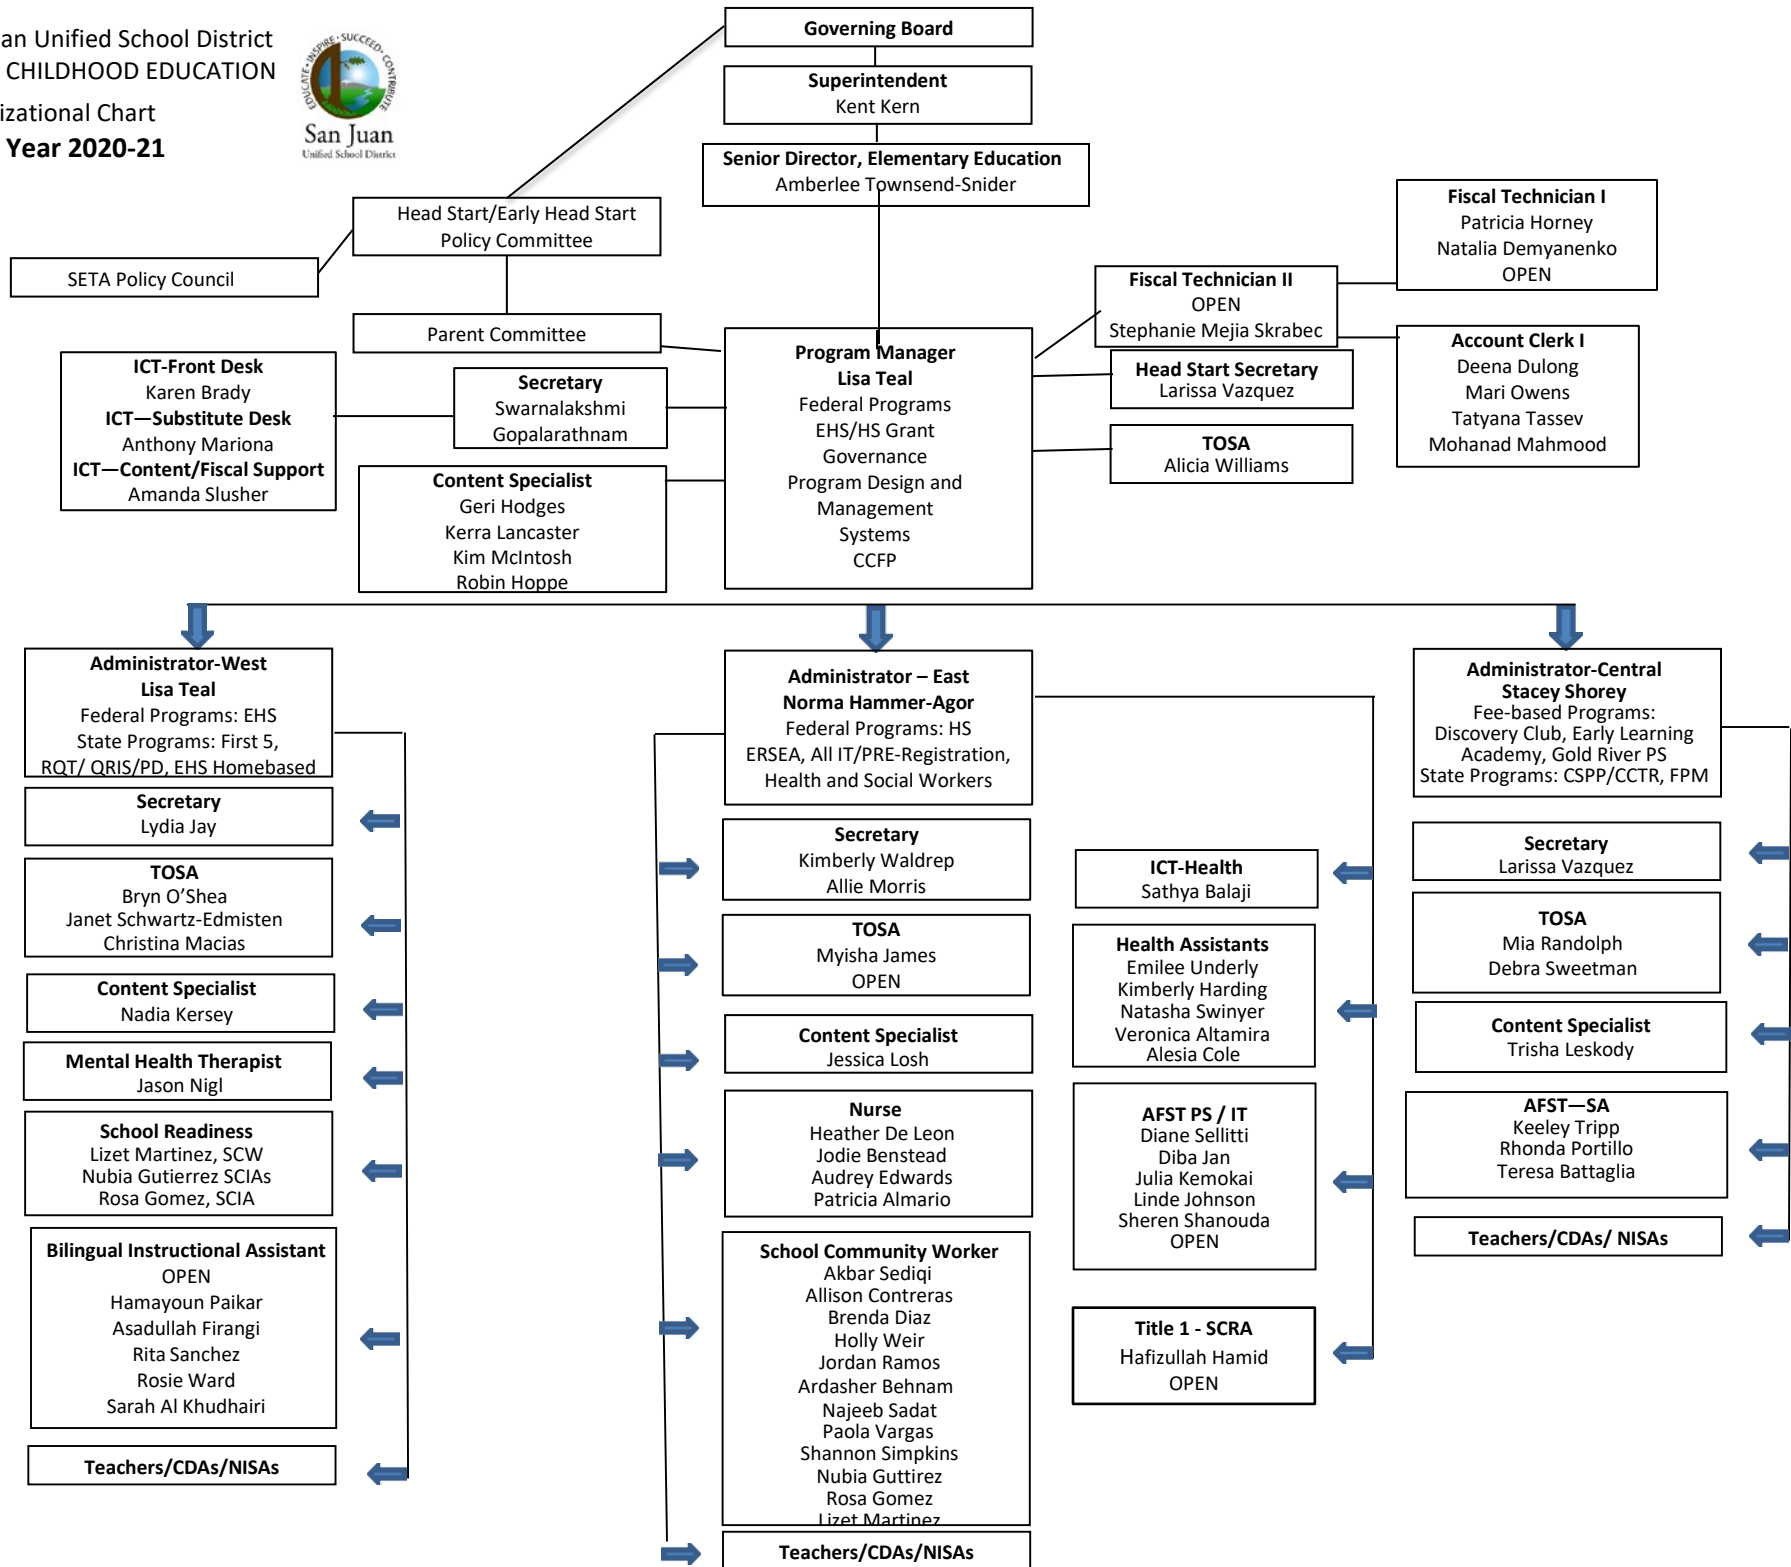 an Unified School District
CHILDHOOD EDUCATION
izational Chart
Year 2020-21
EDUCATE • INSPIRE • SUCCEED • CONTRIBUTE
San Juan
Unified School District
Governing Board
Superintendent
Kent Kern
Senior Director, Elementary Education
Amberlee Townsend-Snider
Head Start/Early Head Start
Policy Committee
SETA Policy Council
Parent Committee
Fiscal Technician I
Patricia Horney
Natalia Demyanenko
OPEN
Fiscal Technician II
OPEN
Stephanie Mejia Skrabec
Account Clerk I
Deena Dulong
Mari Owens
Tatyana Tassev
Mohanad Mahmood
Head Start Secretary
Larissa Vazquez
TOSA
Alicia Williams
Program Manager
Lisa Teal
Federal Programs
EHS/HS Grant
Governance
Program Design and
Management
Systems
CCFP
ICT-Front Desk
Karen Brady
ICT—Substitute Desk
Anthony Mariona
ICT—Content/Fiscal Support
Amanda Slusher
Secretary
Swarnalakshmi
Gopalarathnam
Content Specialist
Geri Hodges
Kerra Lancaster
Kim McIntosh
Robin Hoppe
Administrator-West
Lisa Teal
Federal Programs: EHS
State Programs: First 5,
RQT/ QRIS/PD, EHS Homebased
Secretary
Lydia Jay
TOSA
Bryn O’Shea
Janet Schwartz-Edmisten
Christina Macias
Content Specialist
Nadia Kersey
Mental Health Therapist
Jason Nigl
School Readiness
Lizet Martinez, SCW
Nubia Gutierrez SCIAs
Rosa Gomez, SCIA
Bilingual Instructional Assistant
OPEN
Hamayoun Paikar
Asadullah Firangi
Rita Sanchez
Rosie Ward
Sarah Al Khudhairi
Teachers/CDAs/NISAs
Administrator – East
Norma Hammer-Agor
Federal Programs: HS
ERSEA, All IT/PRE-Registration,
Health and Social Workers
Secretary
Kimberly Waldrep
Allie Morris
TOSA
Myisha James
OPEN
Content Specialist
Jessica Losh
Nurse
Heather De Leon
Jodie Benstead
Audrey Edwards
Patricia Almario
School Community Worker
Akbar Sediqi
Allison Contreras
Brenda Diaz
Holly Weir
Jordan Ramos
Ardasher Behnam
Najeeb Sadat
Paola Vargas
Shannon Simpkins
Nubia Guttirez
Rosa Gomez
Lizet Martinez
Teachers/CDAs/NISAs
ICT-Health
Sathya Balaji
Health Assistants
Emilee Underly
Kimberly Harding
Natasha Swinyer
Veronica Altamira
Alesia Cole
AFST PS / IT
Diane Sellitti
Diba Jan
Julia Kemokai
Linde Johnson
Sheren Shanouda
OPEN
Title 1 - SCRA
Hafizullah Hamid
OPEN
Administrator-Central
Stacey Shorey
Fee-based Programs:
Discovery Club, Early Learning
Academy, Gold River PS
State Programs: CSPP/CCTR, FPM
Secretary
Larissa Vazquez
TOSA
Mia Randolph
Debra Sweetman
Content Specialist
Trisha Leskody
AFST—SA
Keeley Tripp
Rhonda Portillo
Teresa Battaglia
Teachers/CDAs/ NISAs